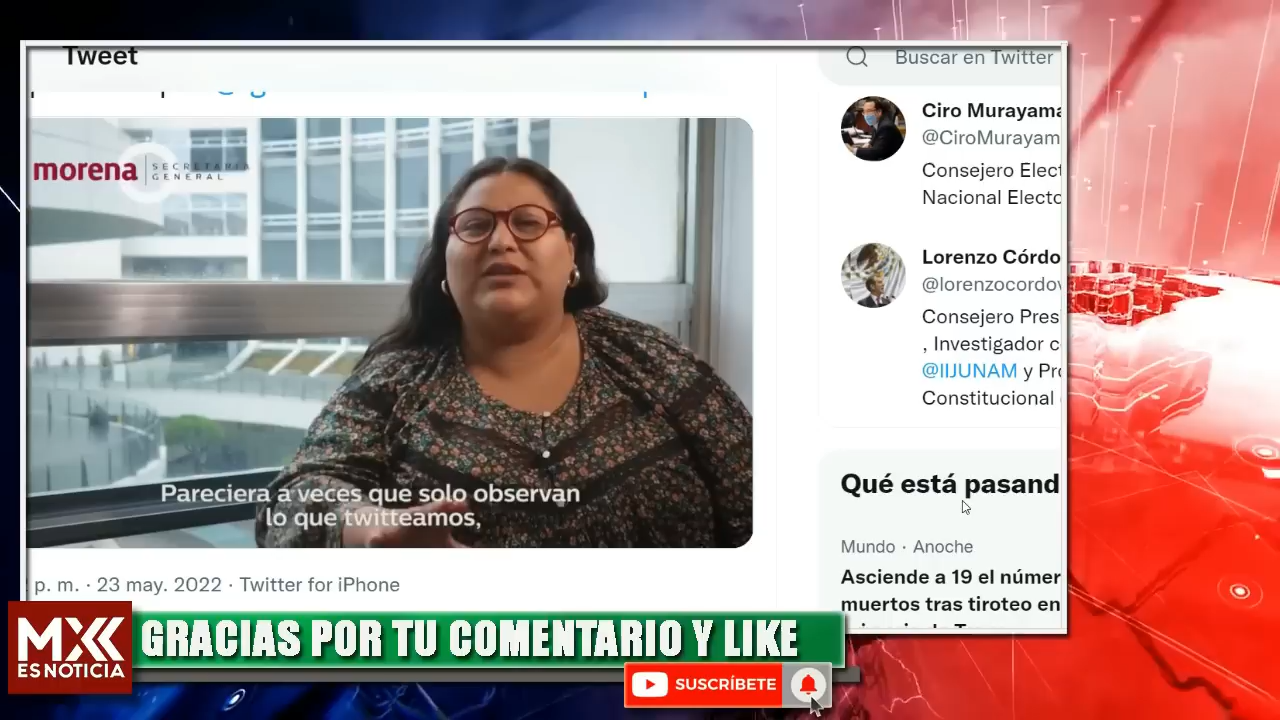 Tweet
Buscar en Twitter
morena
SECRETARÍA
GENERAL
Ciro Murayama
@CiroMurayam
Consejero Elect
Nacional Electo
Lorenzo Córdo
@lorenzocordov
Consejero Pres
, Investigador c
@IIJUNAM y Pro
Constitucional
Pareciera a veces que solo observan
lo que twitteamos,
Qué está pasand
Mundo · Anoche
Asciende a 19 el númer
muertos tras tiroteo en
p. m. · 23 may. 2022 · Twitter for iPhone
MX
ES NOTICIA
GRACIAS POR TU COMENTARIO Y LIKE
SUSCRÍBETE